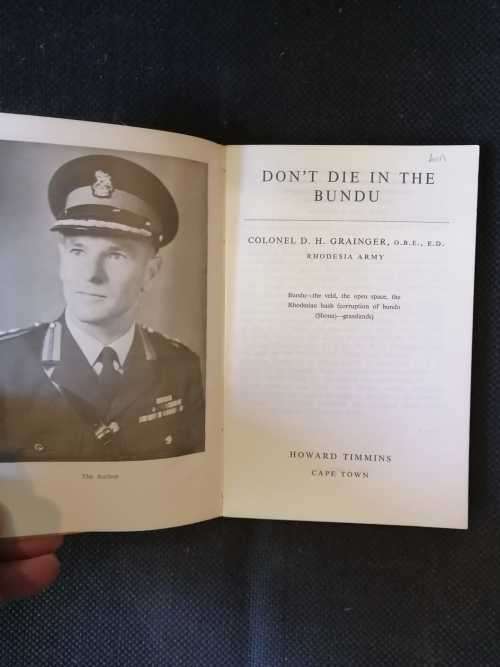 DON'T DIE IN THE
BUNDU
COLONEL D. H. GRAINGER, O.B.E., E.D.
RHODESIA ARMY
Bundu—the veld, the open space, the
Rhodesian bush (corruption of bundo
(Shona)—grasslands)
HOWARD TIMMINS
CAPE TOWN
The Author